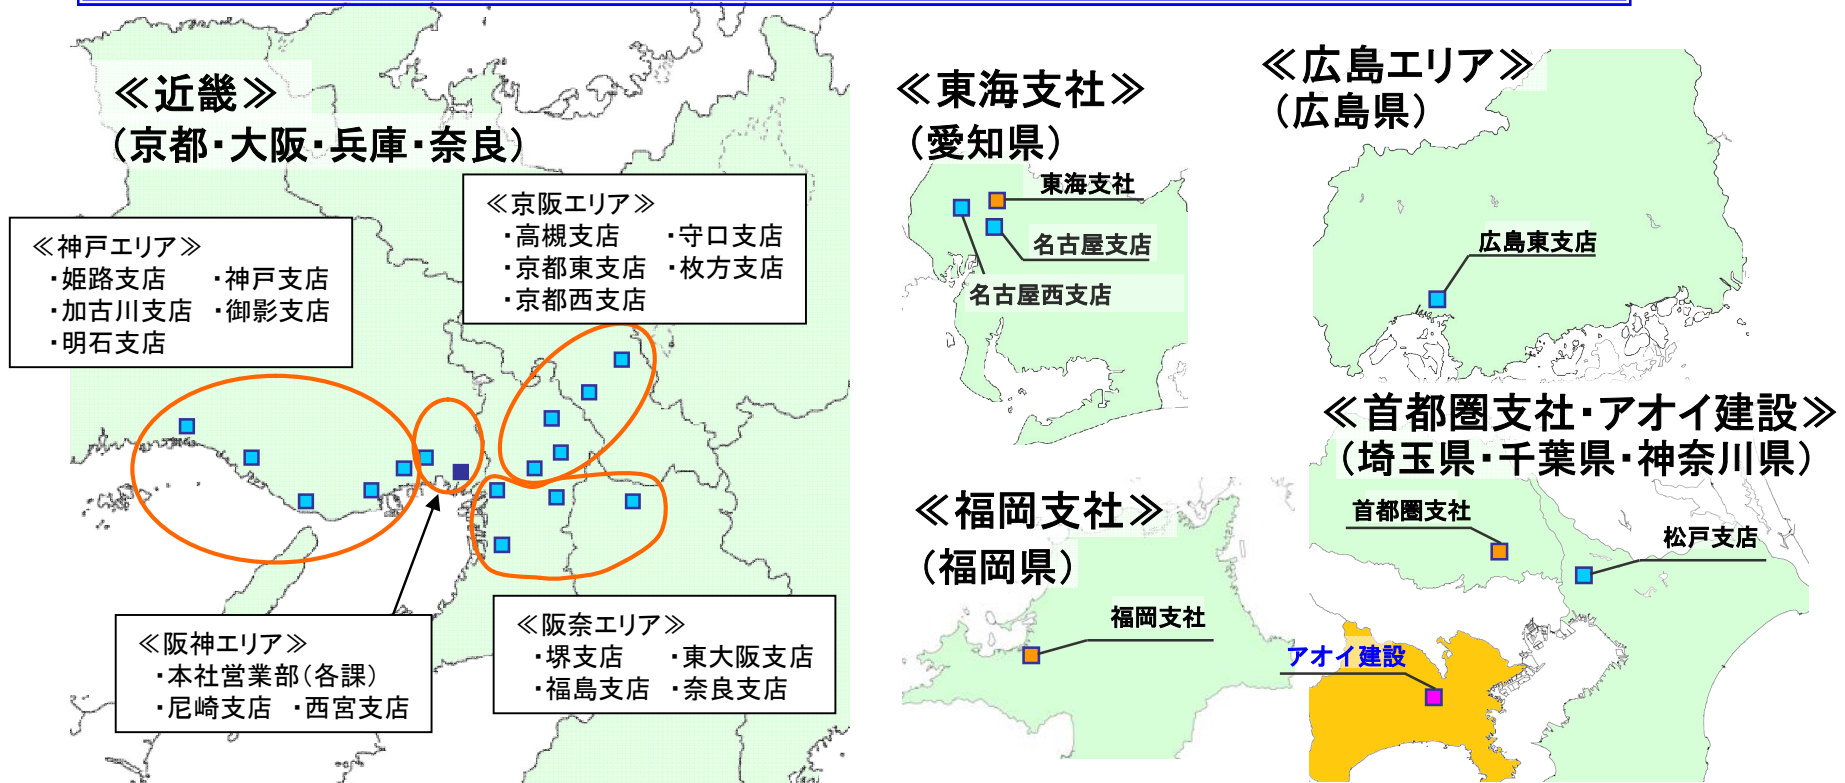 ≪近畿≫
(京都・大阪・兵庫・奈良)
≪京阪エリア≫
・高槻支店 ・守口支店
・京都東支店 ・枚方支店
・京都西支店
≪神戸エリア≫
・姫路支店 ・神戸支店
・加古川支店 ・御影支店
・明石支店
≪阪神エリア≫
・本社営業部(各課)
・尼崎支店 ・西宮支店
≪阪奈エリア≫
・堺支店 ・東大阪支店
・福島支店 ・奈良支店
≪東海支社≫
(愛知県)
東海支社
名古屋支店
名古屋西支店
≪広島エリア≫
(広島県)
広島東支店
≪福岡支社≫
(福岡県)
福岡支社
≪首都圏支社・アオイ建設≫
(埼玉県・千葉県・神奈川県)
首都圏支社
松戸支店
アオイ建設